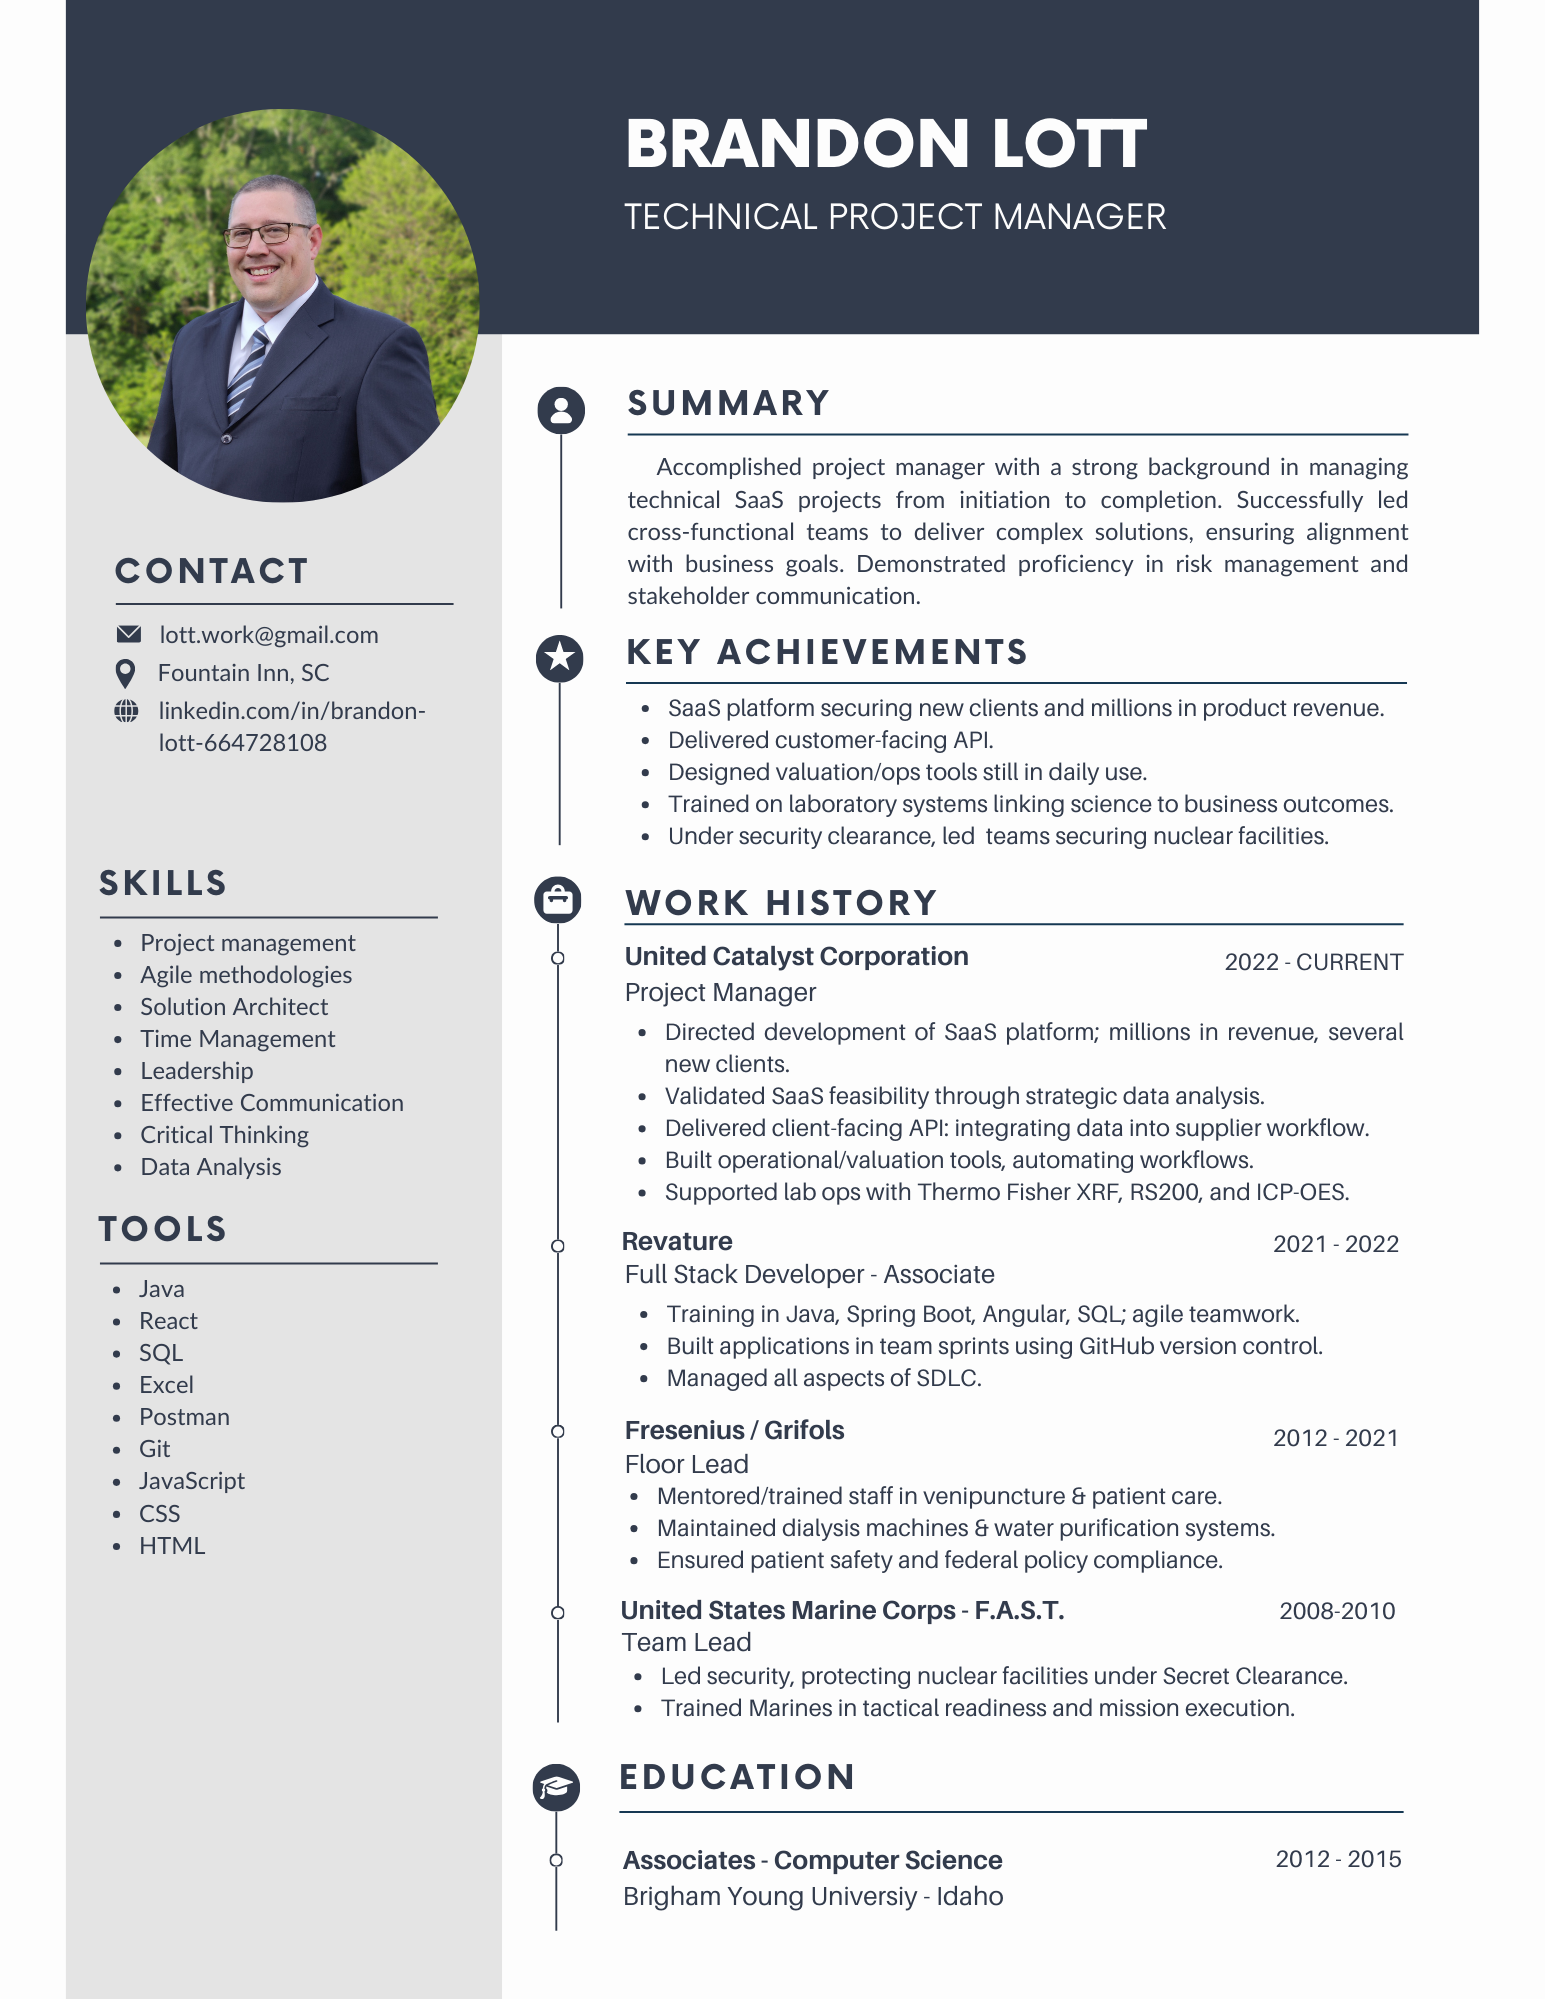 BRANDON LOTT
TECHNICAL PROJECT MANAGER
CONTACT
lott.work@gmail.com
Fountain Inn, SC
linkedin.com/in/brandon-
lott-664728108
SKILLS
• Project management
• Agile methodologies
• Solution Architect
• Time Management
• Leadership
• Effective Communication
• Critical Thinking
• Data Analysis
TOOLS
• Java
• React
• SQL
• Excel
• Postman
• Git
• JavaScript
• CSS
• HTML
SUMMARY
Accomplished project manager with a strong background in managing
technical SaaS projects from initiation to completion. Successfully led
cross-functional teams to deliver complex solutions, ensuring alignment
with business goals. Demonstrated proficiency in risk management and
stakeholder communication.
KEY ACHIEVEMENTS
• SaaS platform securing new clients and millions in product revenue.
• Delivered customer-facing API.
• Designed valuation/ops tools still in daily use.
• Trained on laboratory systems linking science to business outcomes.
• Under security clearance, led teams securing nuclear facilities.
WORK HISTORY
United Catalyst Corporation 2022 - CURRENT
Project Manager
• Directed development of SaaS platform; millions in revenue, several
new clients.
• Validated SaaS feasibility through strategic data analysis.
• Delivered client-facing API: integrating data into supplier workflow.
• Built operational/valuation tools, automating workflows.
• Supported lab ops with Thermo Fisher XRF, RS200, and ICP-OES.
Revature 2021 - 2022
Full Stack Developer - Associate
• Training in Java, Spring Boot, Angular, SQL; agile teamwork.
• Built applications in team sprints using GitHub version control.
• Managed all aspects of SDLC.
Fresenius / Grifols 2012 - 2021
Floor Lead
• Mentored/trained staff in venipuncture & patient care.
• Maintained dialysis machines & water purification systems.
• Ensured patient safety and federal policy compliance.
United States Marine Corps - F.A.S.T. 2008-2010
Team Lead
• Led security, protecting nuclear facilities under Secret Clearance.
• Trained Marines in tactical readiness and mission execution.
EDUCATION
Associates - Computer Science 2012 - 2015
Brigham Young Universiy - Idaho